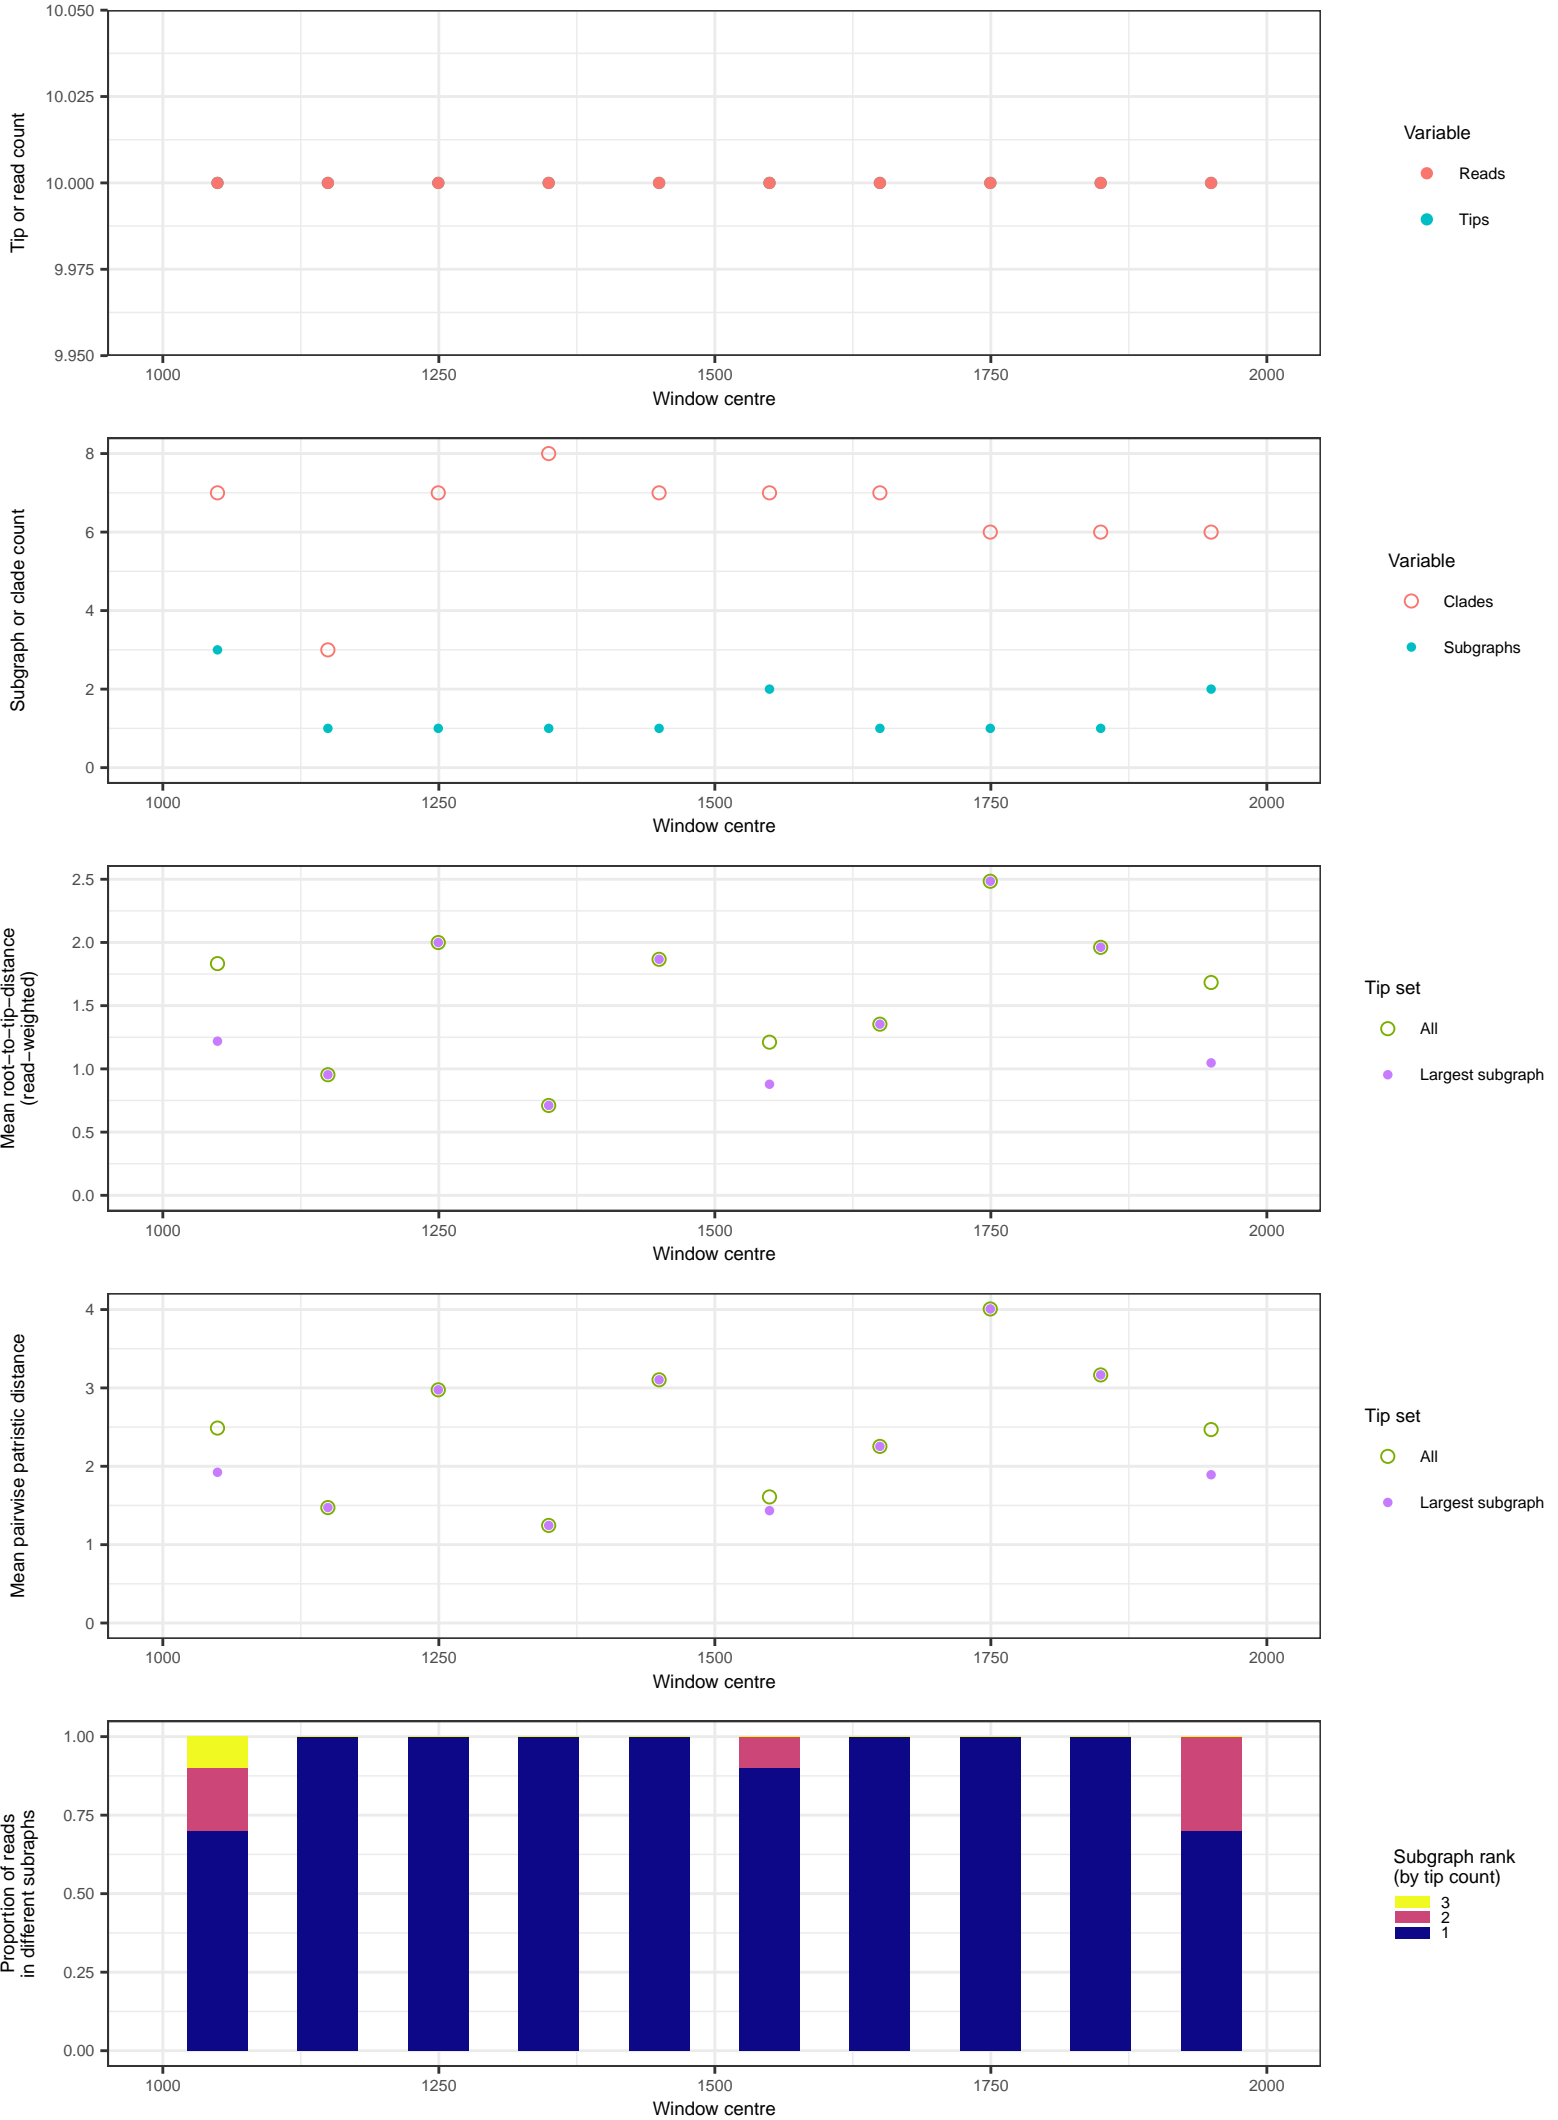 10.050
10.025
10.000
9.975
9.950
Tip or read count
1000 1250 1500 1750 2000
Window centre
Variable
Reads
Tips
8
6
4
2
0
Subgraph or clade count
1000 1250 1500 1750 2000
Window centre
Variable
Clades
Subgraphs
2.5
2.0
1.5
1.0
0.5
0.0
Mean root−to−tip−distance
(read−weighted)
1000 1250 1500 1750 2000
Window centre
Tip set
All
Largest subgraph
4
3
2
1
0
Mean pairwise patristic distance
1000 1250 1500 1750 2000
Window centre
Tip set
All
Largest subgraph
1.00
0.75
0.50
0.25
0.00
Proportion of reads
in different subraphs
1000 1250 1500 1750 2000
Window centre
Subgraph rank
(by tip count)
3
2
1